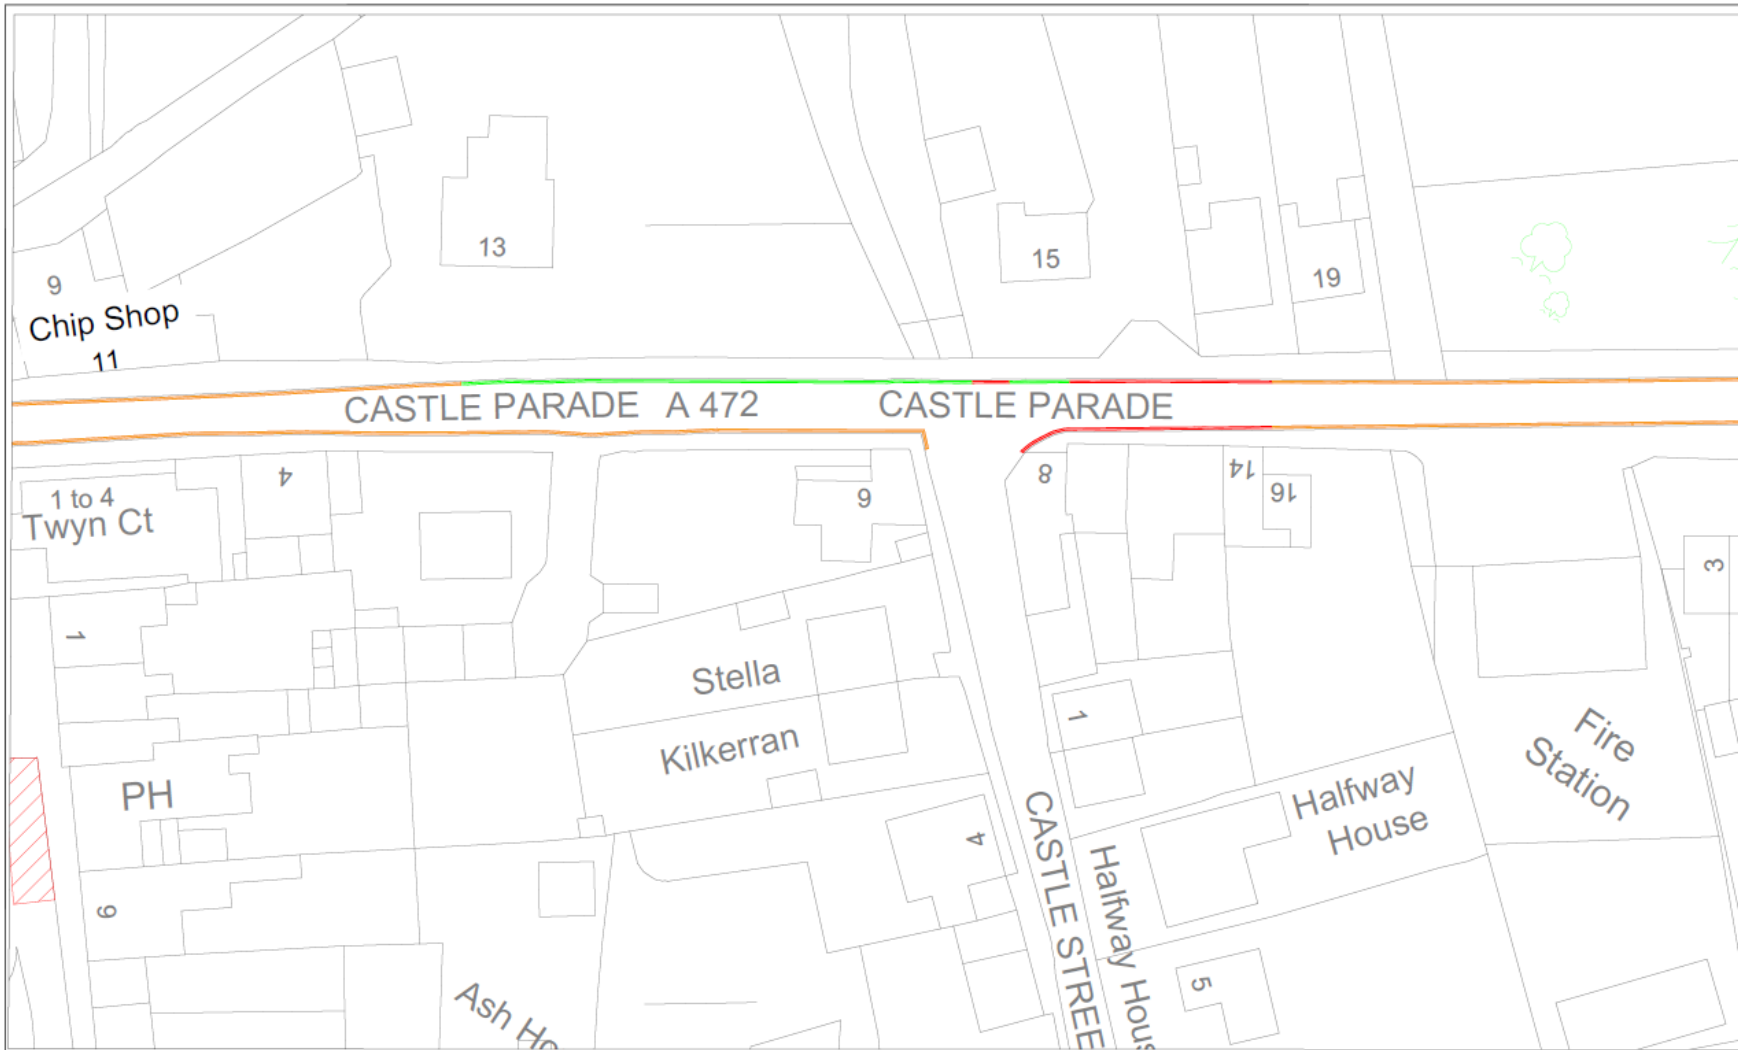 13
15
19
9
Chip Shop
11
CASTLE PARADE A 472 CASTLE PARADE
4
1 to 4
Twyn Ct
9
8
14
16
3
1
Stella
Kilkerran
1
PH
Fire
Station
Halfway
House
4
CASTLE STREE
Halfway Hous
9
5
Ash Ho